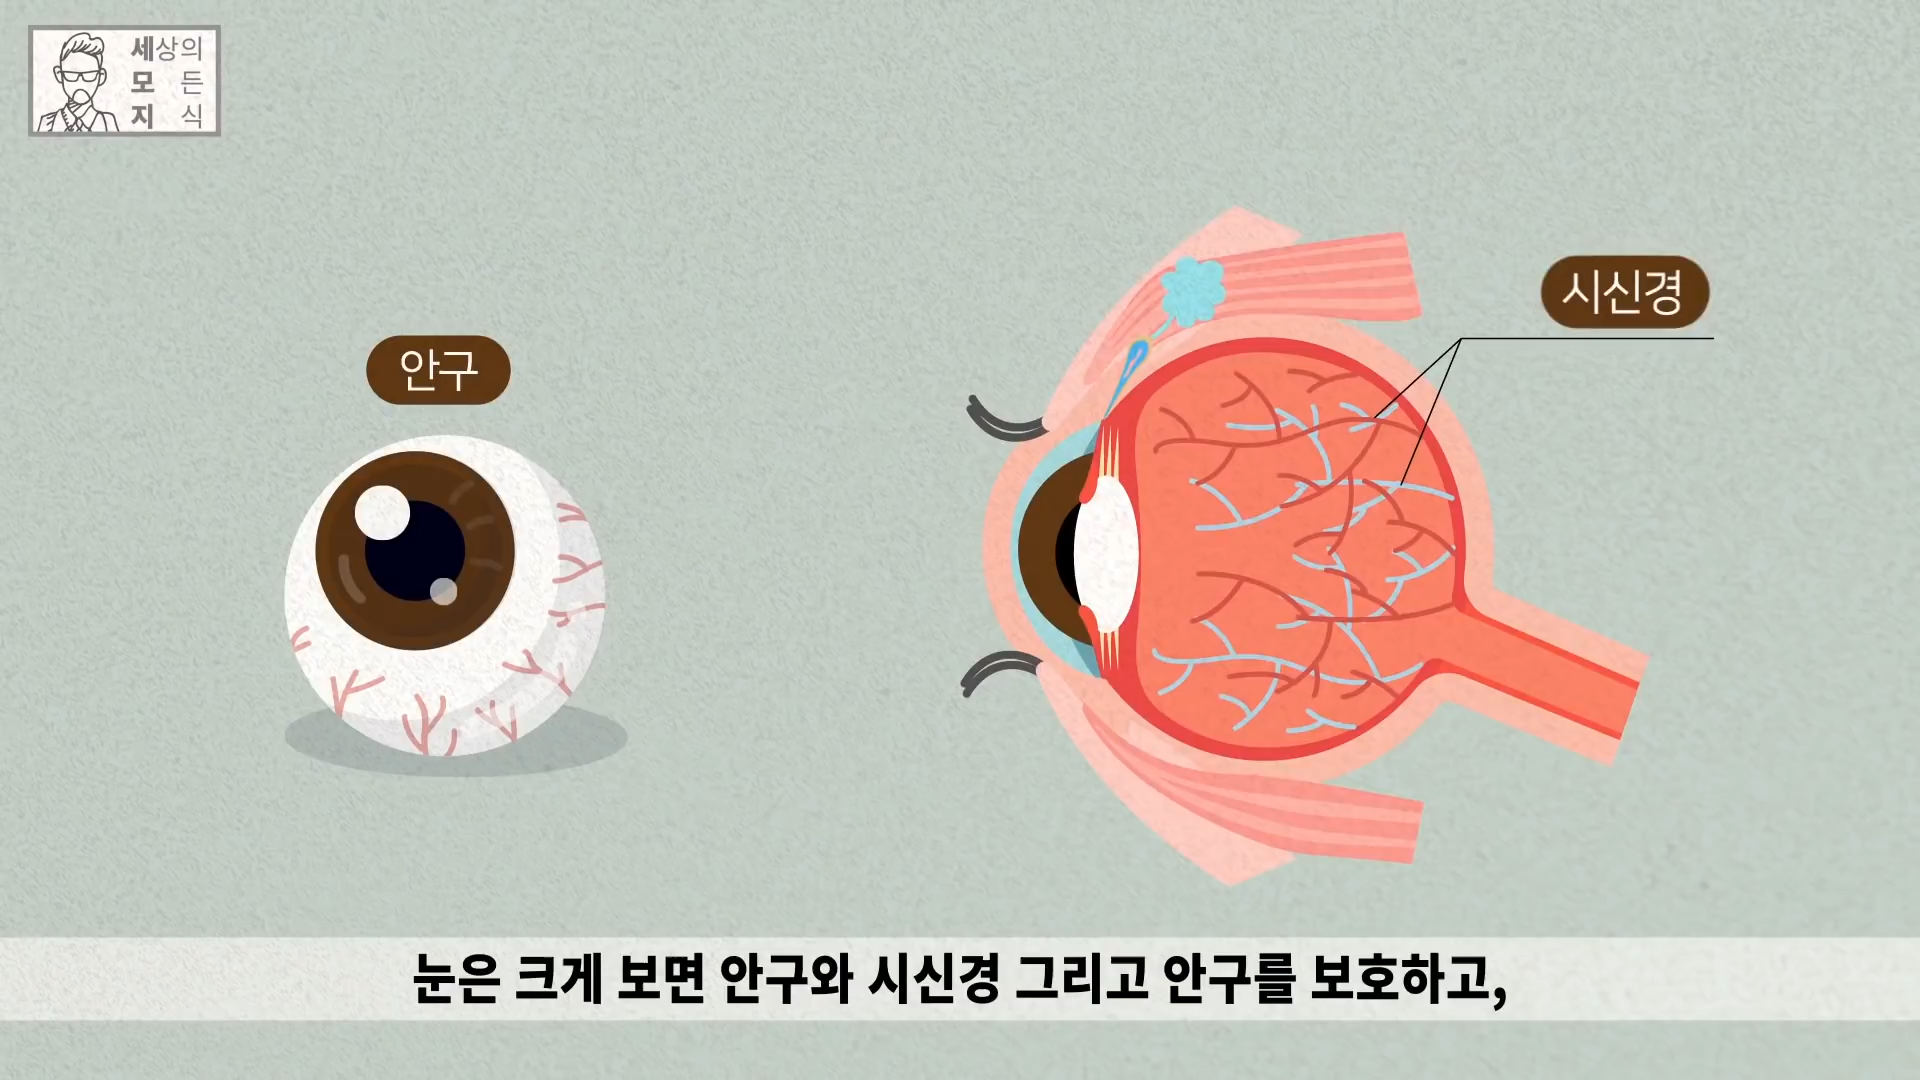 세상의
모든
지식
안구
시신경
눈은 크게 보면 안구와 시신경 그리고 안구를 보호하고,